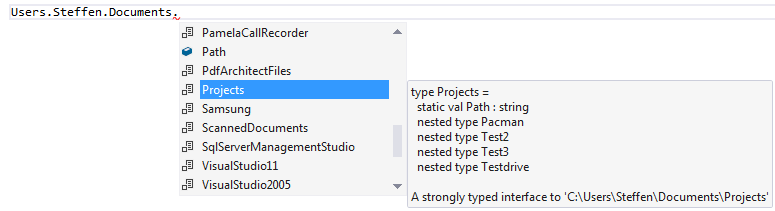 Users.Steffen.Documents.
PamelaCallRecorder
Path
PdfArchitectFiles
Projects
Samsung
ScannedDocuments
SqlServerManagementStudio
VisualStudio11
VisualStudio2005
type Projects =
static val Path : string
nested type Pacman
nested type Test2
nested type Test3
nested type Testdrive
A strongly typed interface to 'C:\Users\Steffen\Documents\Projects'